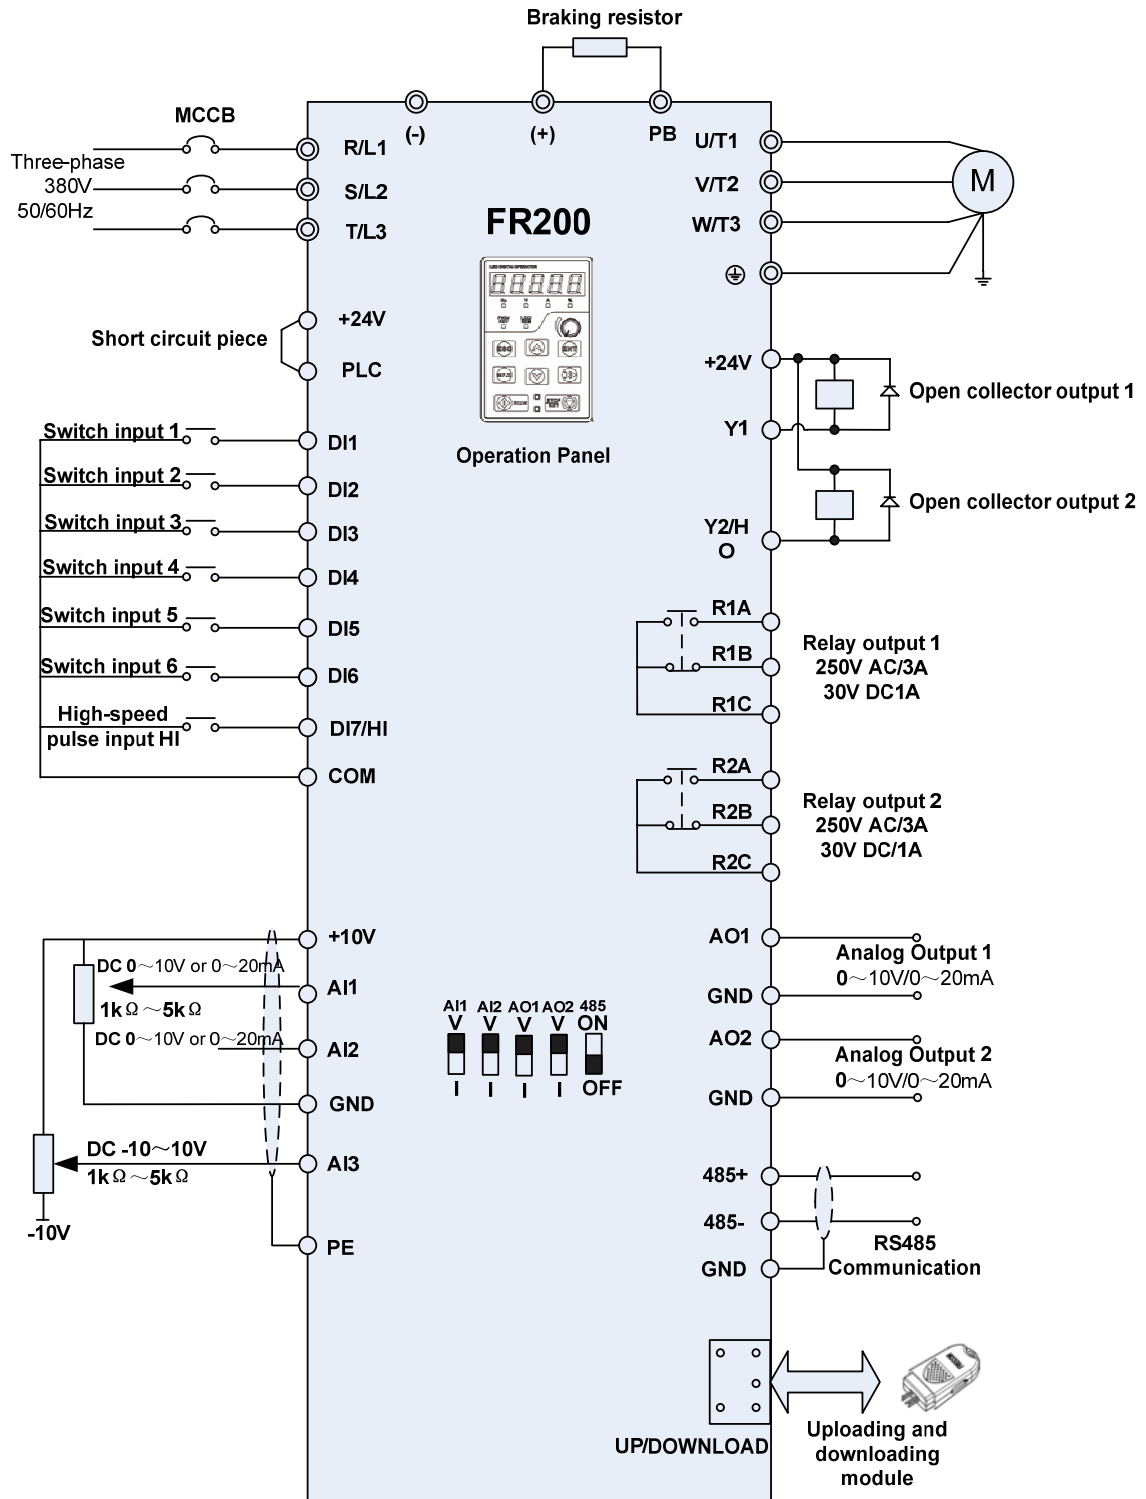 Braking resistor
MCCB
(-)
(+)
PB
Three-phase
380V
50/60Hz
R/L1
S/L2
T/L3
U/T1
V/T2
W/T3
M
FR200
LED DIGITAL OPERATOR
Operation Panel
Short circuit piece
+24V
PLC
Switch input 1
DI1
Switch input 2
DI2
Switch input 3
DI3
Switch input 4
DI4
Switch input 5
DI5
Switch input 6
DI6
High-speed
pulse input HI
DI7/HI
COM
+24V
Y1
Open collector output 1
Y2/H
O
Open collector output 2
R1A
R1B
R1C
Relay output 1
250V AC/3A
30V DC1A
R2A
R2B
R2C
Relay output 2
250V AC/3A
30V DC/1A
+10V
DC 0～10V or 0～20mA
AI1
1kΩ～5kΩ
DC 0～10V or 0～20mA
AI2
GND
DC -10～10V
AI3
1kΩ～5kΩ
-10V
PE
AI1 AI2 AO1 AO2 485
V V V V ON
I I I I OFF
AO1
Analog Output 1
0～10V/0～20mA
GND
AO2
Analog Output 2
0～10V/0～20mA
GND
485+
485-
GND
RS485
Communication
UP/DOWNLOAD
Uploading and
downloading
module